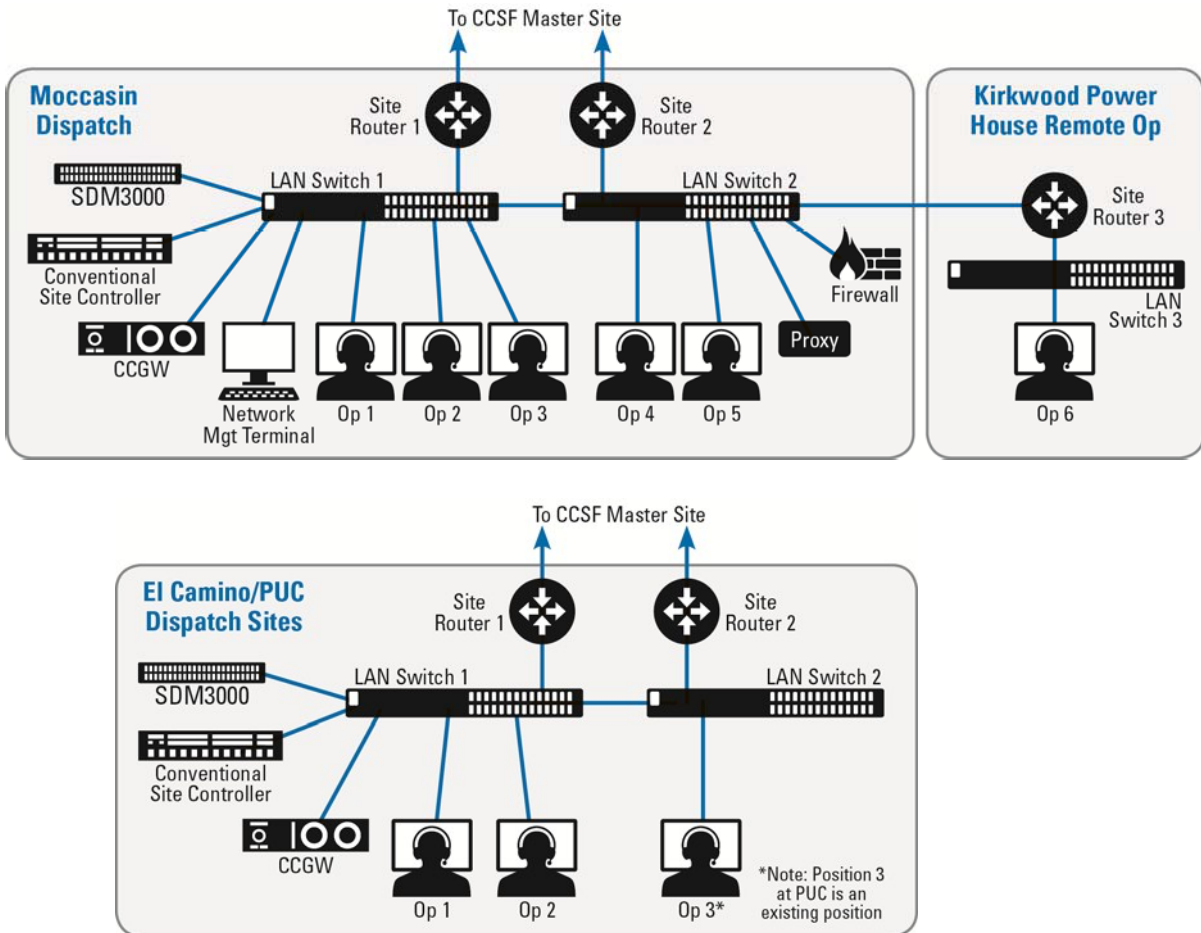 To CCSF Master Site
Moccasin
Dispatch
Site
Router 1
Site
Router 2
SDM3000
LAN Switch 1
LAN Switch 2
Conventional
Site Controller
CCGW
Network
Mgt Terminal
Op 1
Op 2
Op 3
Op 4
Op 5
Proxy
Firewall
Kirkwood Power
House Remote Op
Site
Router 3
LAN
Switch 3
Op 6
To CCSF Master Site
El Camino/PUC
Dispatch Sites
Site
Router 1
Site
Router 2
SDM3000
LAN Switch 1
LAN Switch 2
Conventional
Site Controller
CCGW
Op 1
Op 2
Op 3*
*Note: Position 3
at PUC is an
existing position